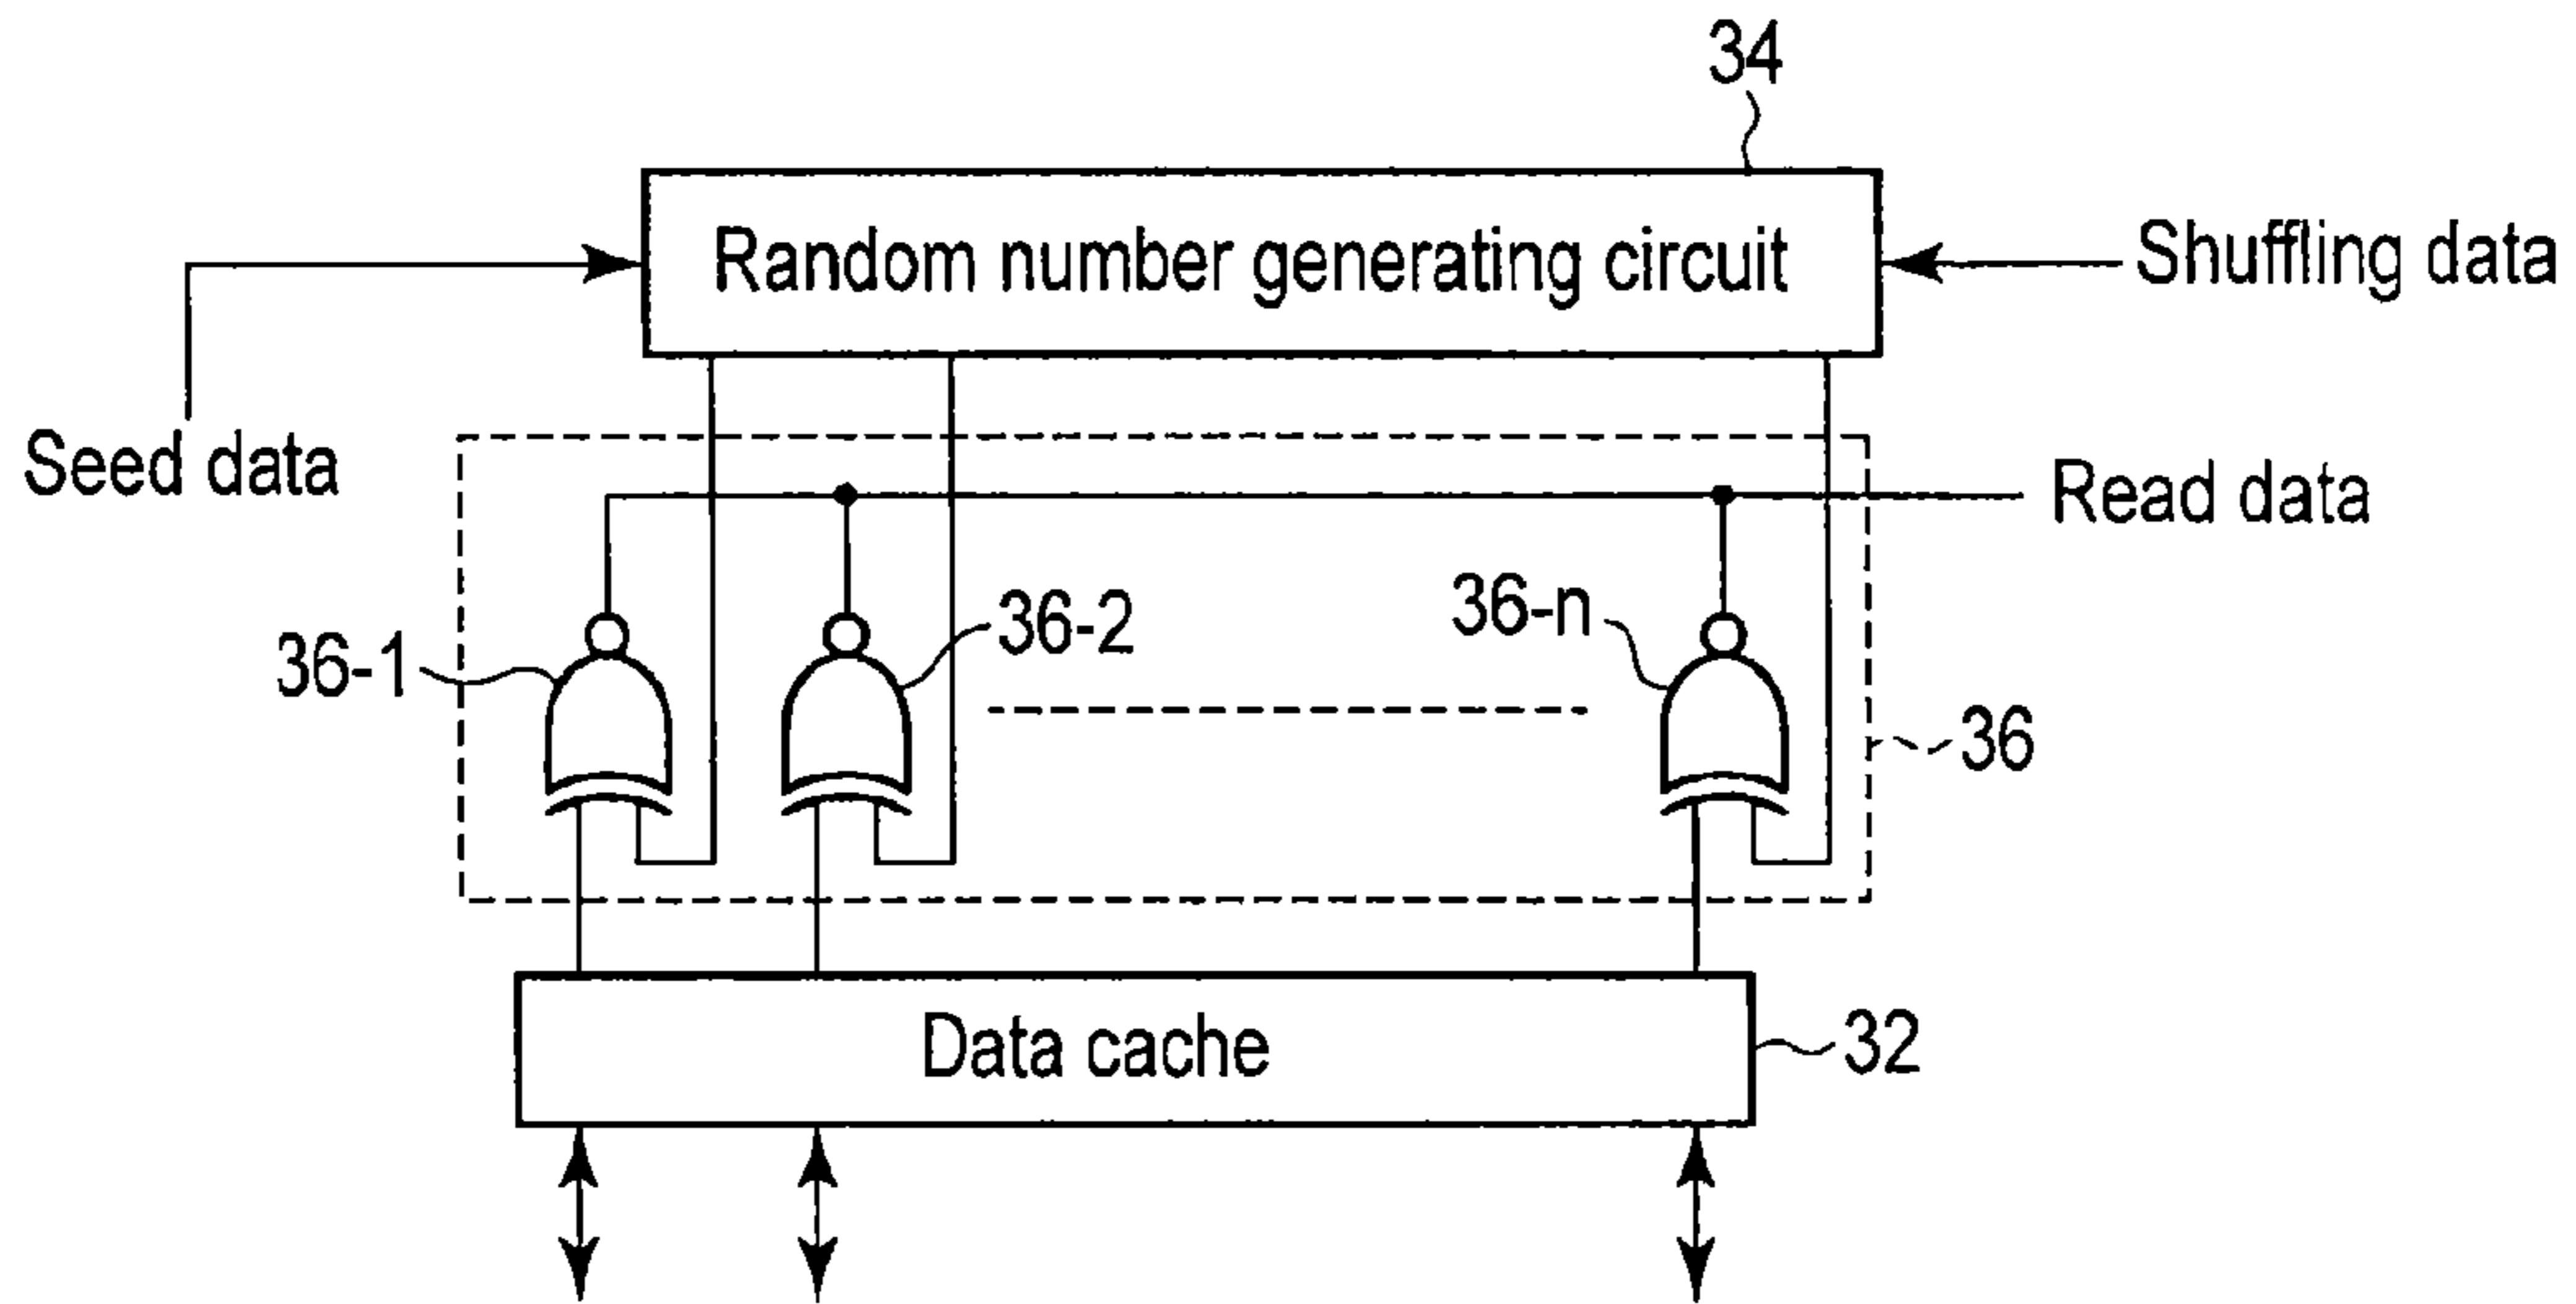 34
Random number generating circuit
Shuffling data
Seed data
Read data
36-1
36-2
36-n
36
Data cache
32